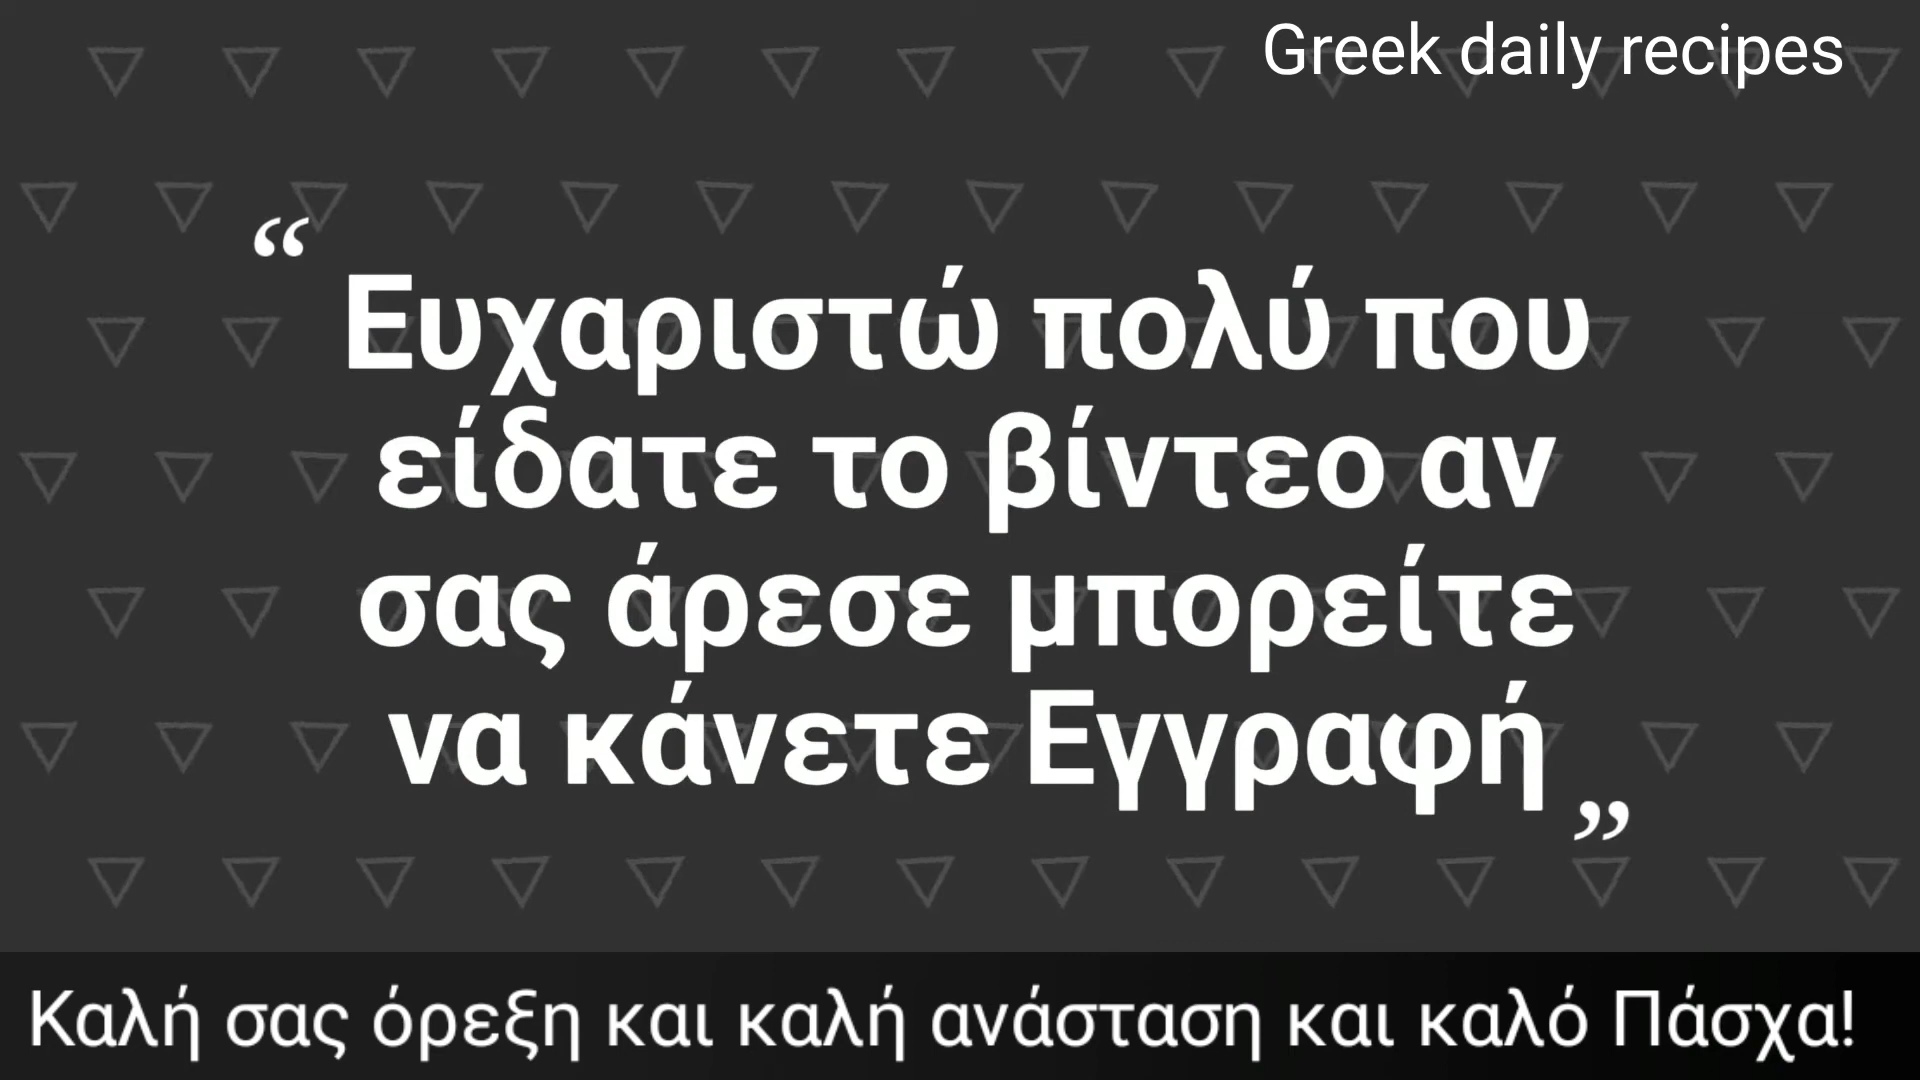 Greek daily recipes
“Ευχαριστώ πολύ που
είδατε το βίντεο αν
σας άρεσε μπορείτε
να κάνετε Εγγραφή”
Καλή σας όρεξη και καλή ανάσταση και καλό Πάσχα!